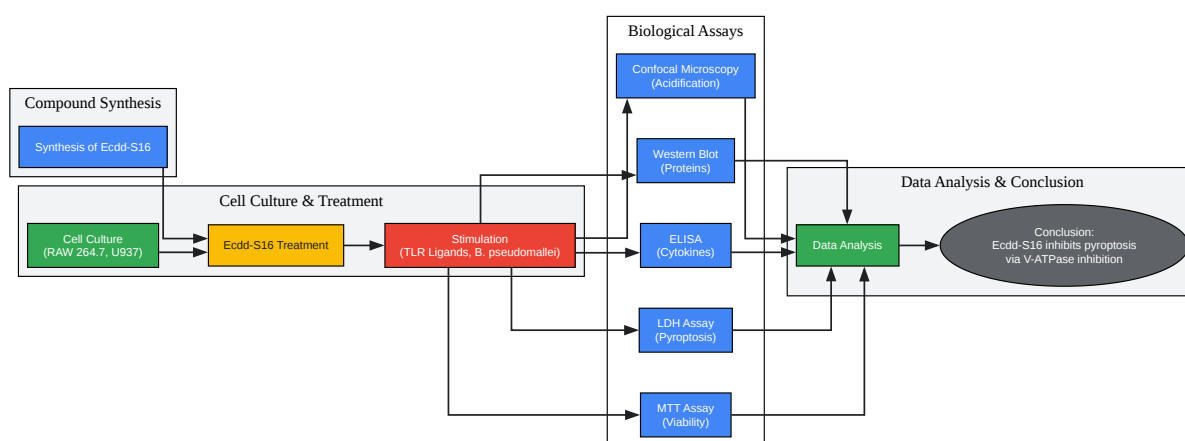 Compound Synthesis
Synthesis of Ecdd-S16
Cell Culture & Treatment
Cell Culture
(RAW 264.7, U937)
Ecdd-S16 Treatment
Stimulation
(TLR Ligands, B. pseudomallei)
Biological Assays
Confocal Microscopy
(Acidification)
Western Blot
(Proteins)
ELISA
(Cytokines)
LDH Assay
(Pyroptosis)
MTT Assay
(Viability)
Data Analysis & Conclusion
Data Analysis
Conclusion:
Ecdd-S16 inhibits pyroptosis
via V-ATPase inhibition